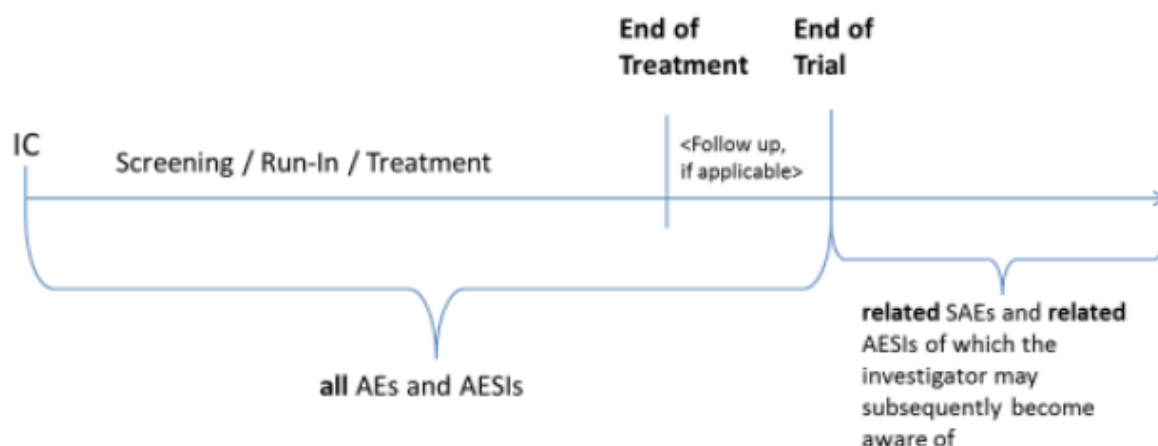 End of
Treatment
End of
Trial
IC
Screening / Run-In / Treatment
<Follow up,
if applicable>
all AEs and AESIs
related SAEs and related
AESIs of which the
investigator may
subsequently become
aware of